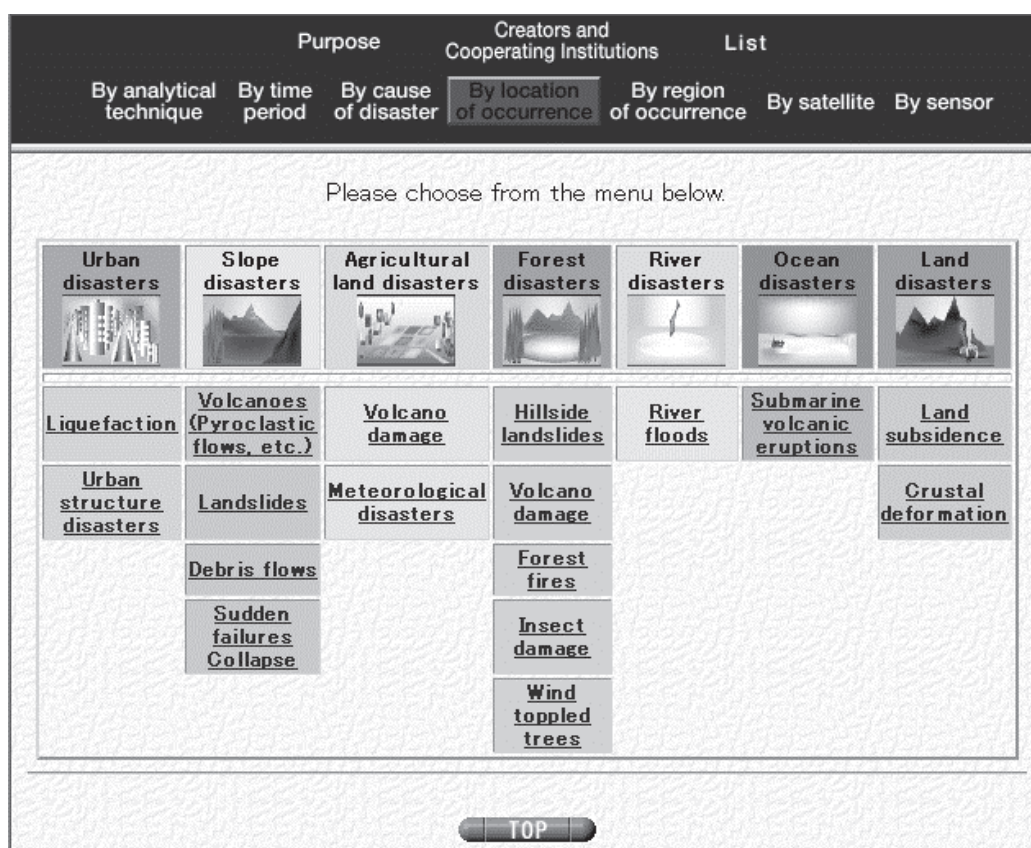 Purpose
Creators and
Cooperating Institutions
List
By analytical
technique
By time
period
By cause
of disaster
By location
of occurrence
By region
of occurrence
By satellite
By sensor
Please choose from the menu below.
Urban
disasters
Slope
disasters
Agricultural
land disasters
Forest
disasters
River
disasters
Ocean
disasters
Land
disasters
Liquefaction
Volcanoes
(Pyroclastic
flows, etc.)
Volcano
damage
Hillside
landslides
River
floods
Submarine
volcanic
eruptions
Land
subsidence
Urban
structure
disasters
Landslides
Meteorological
disasters
Volcano
damage
Crustal
deformation
Debris flows
Forest
fires
Sudden
failures
Collapse
Insect
damage
Wind
toppled
trees
TOP